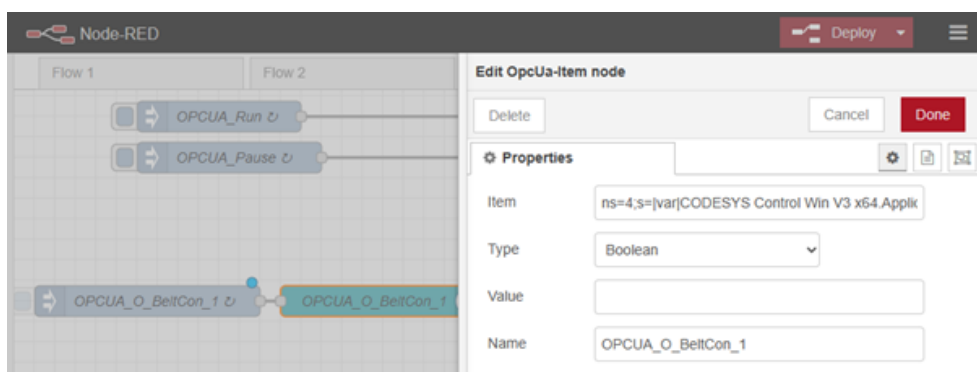 Node-RED
Deploy
Flow 1
Flow 2
Edit OpcUa-Item node
OPCUA_Run ↻
Delete
Cancel
Done
OPCUA_Pause ↻
Properties
Item
ns=4;s=|var|CODESYS Control Win V3 x64.Applic
Type
Boolean
Value
OPCUA_O_BeltCon_1 ↻
OPCUA_O_BeltCon_1
Name
OPCUA_O_BeltCon_1